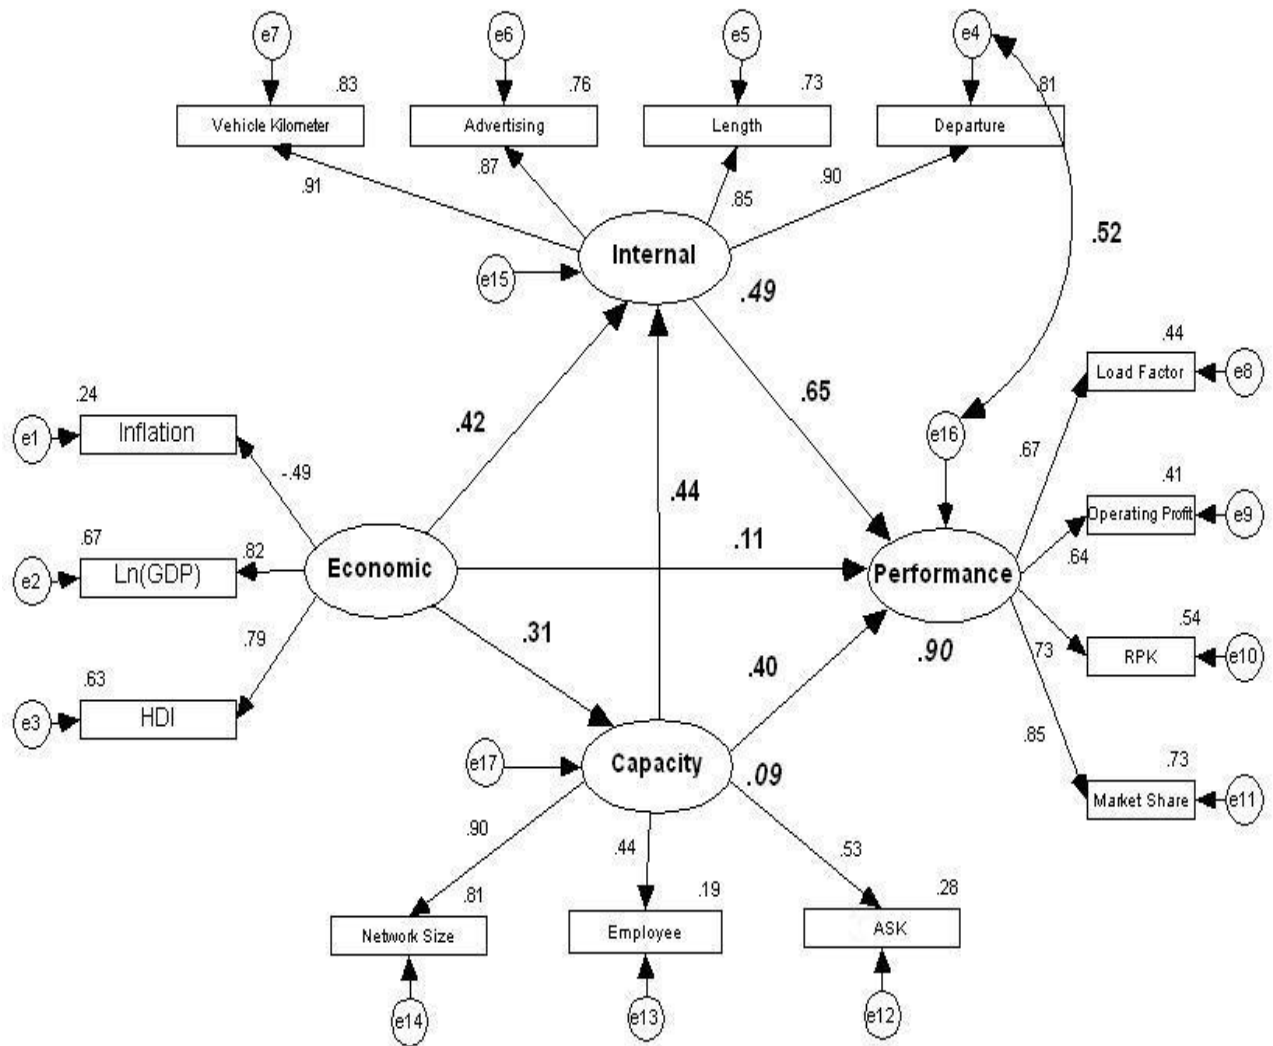 e7 e6 e5 e4
.83 .76 .73 .81
Vehicle Kilometer Advertising Length Departure
.91 .87 .85 .90
.52
Internal
e15
.49
.44
Load Factor e8
.24
e1 Inflation
.42 .65
e16
.67
-.49
.44
.41
Operating Profit e9
.67 .82
e2 Ln(GDP)
Economic
.11
Performance
.64
.79
.31
.40
.90
.73
.54
RPK e10
.63
e3 HDI
.85
e17
Capacity
.09
.73
Market Share e11
.90 .44 .53
.81 .19 .28
Network Size Employee ASK
e14 e13 e12